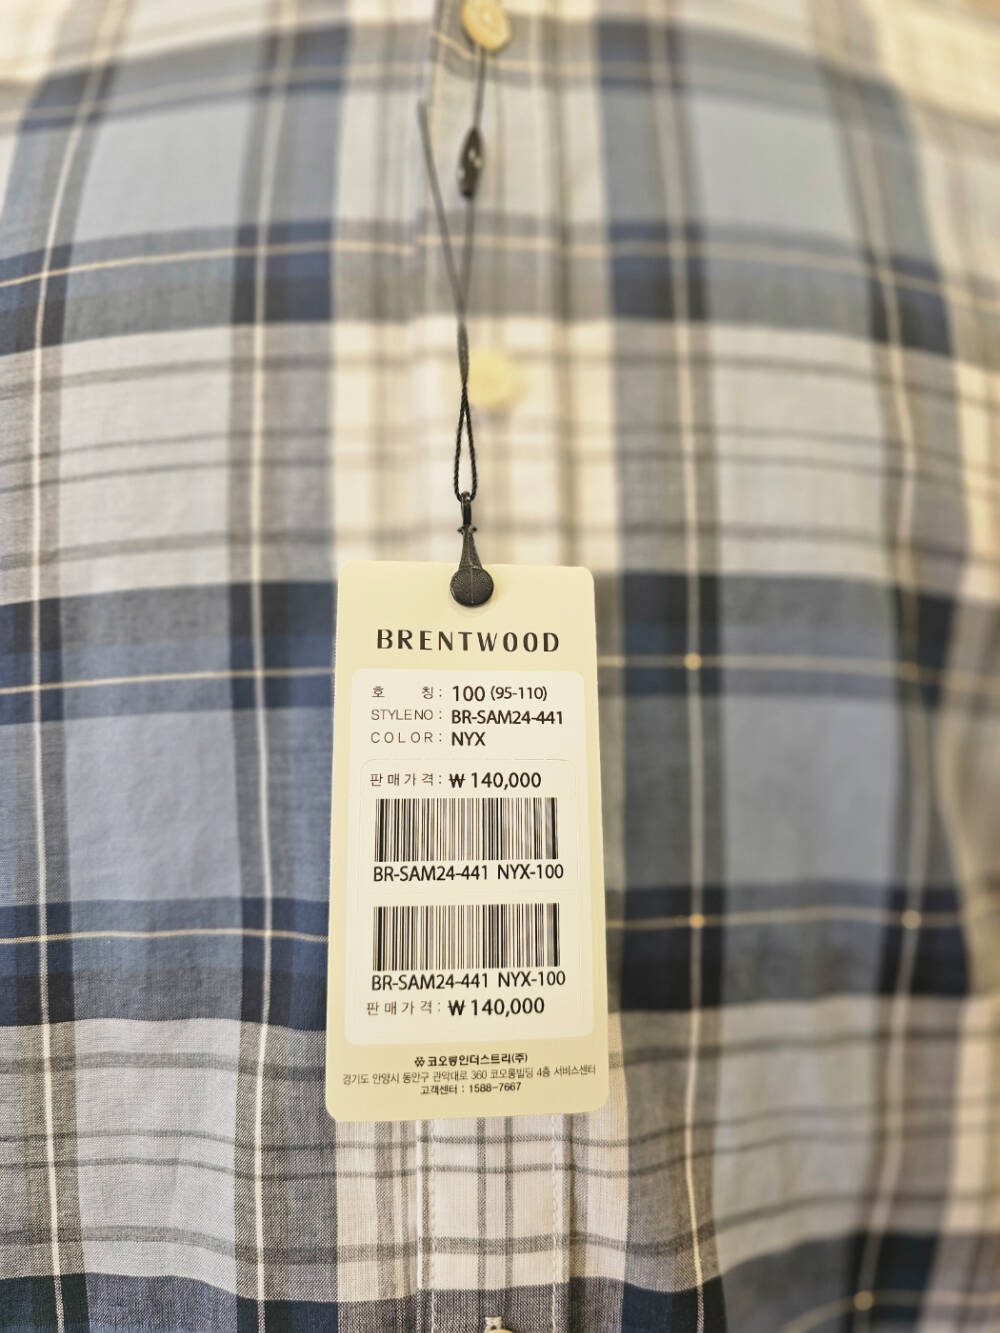 BRENTWOOD
호 칭 : 100 (95-110)
STYLE NO : BR-SAM24-441
COLOR : NYX
판매가격 : ₩ 140,000
BR-SAM24-441 NYX-100
BR-SAM24-441 NYX-100
판매가격 : ₩ 140,000
코오롱인더스트리(주)
경기도 안양시 동안구 관악대로 360 코오롱빌딩 4층 서비스센터
고객센터 : 1588-7667